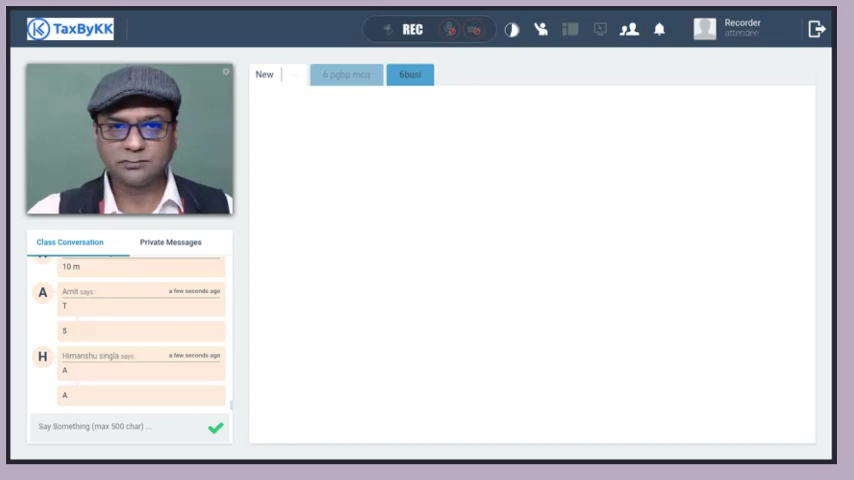 TaxByKK
REC
Recorder
attendee
New
6 pgbp mcq
6busi
Class Conversation
Private Messages
10 m
A
Amit says
a few seconds ago
T
5
H
Himanshu singla says
a few seconds ago
A
A
Say Something (max 500 char) ...